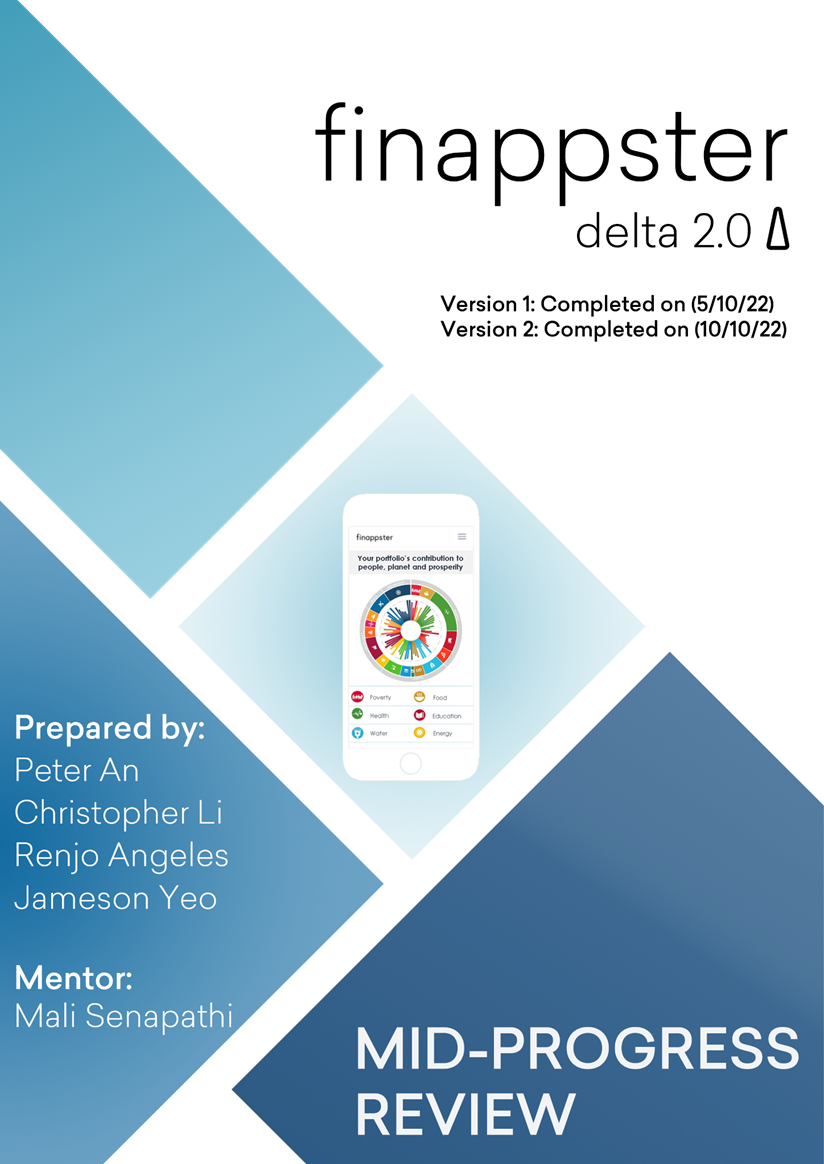 finappster
delta 2.0
Version 1: Completed on (5/10/22)
Version 2: Completed on (10/10/22)
finappster
Your portfolio's contribution to
people, planet and prosperity
Poverty
Food
Health
Education
Water
Energy
Prepared by:
Peter An
Christopher Li
Renjo Angeles
Jameson Yeo
Mentor:
Mali Senapathi
MID-PROGRESS
REVIEW